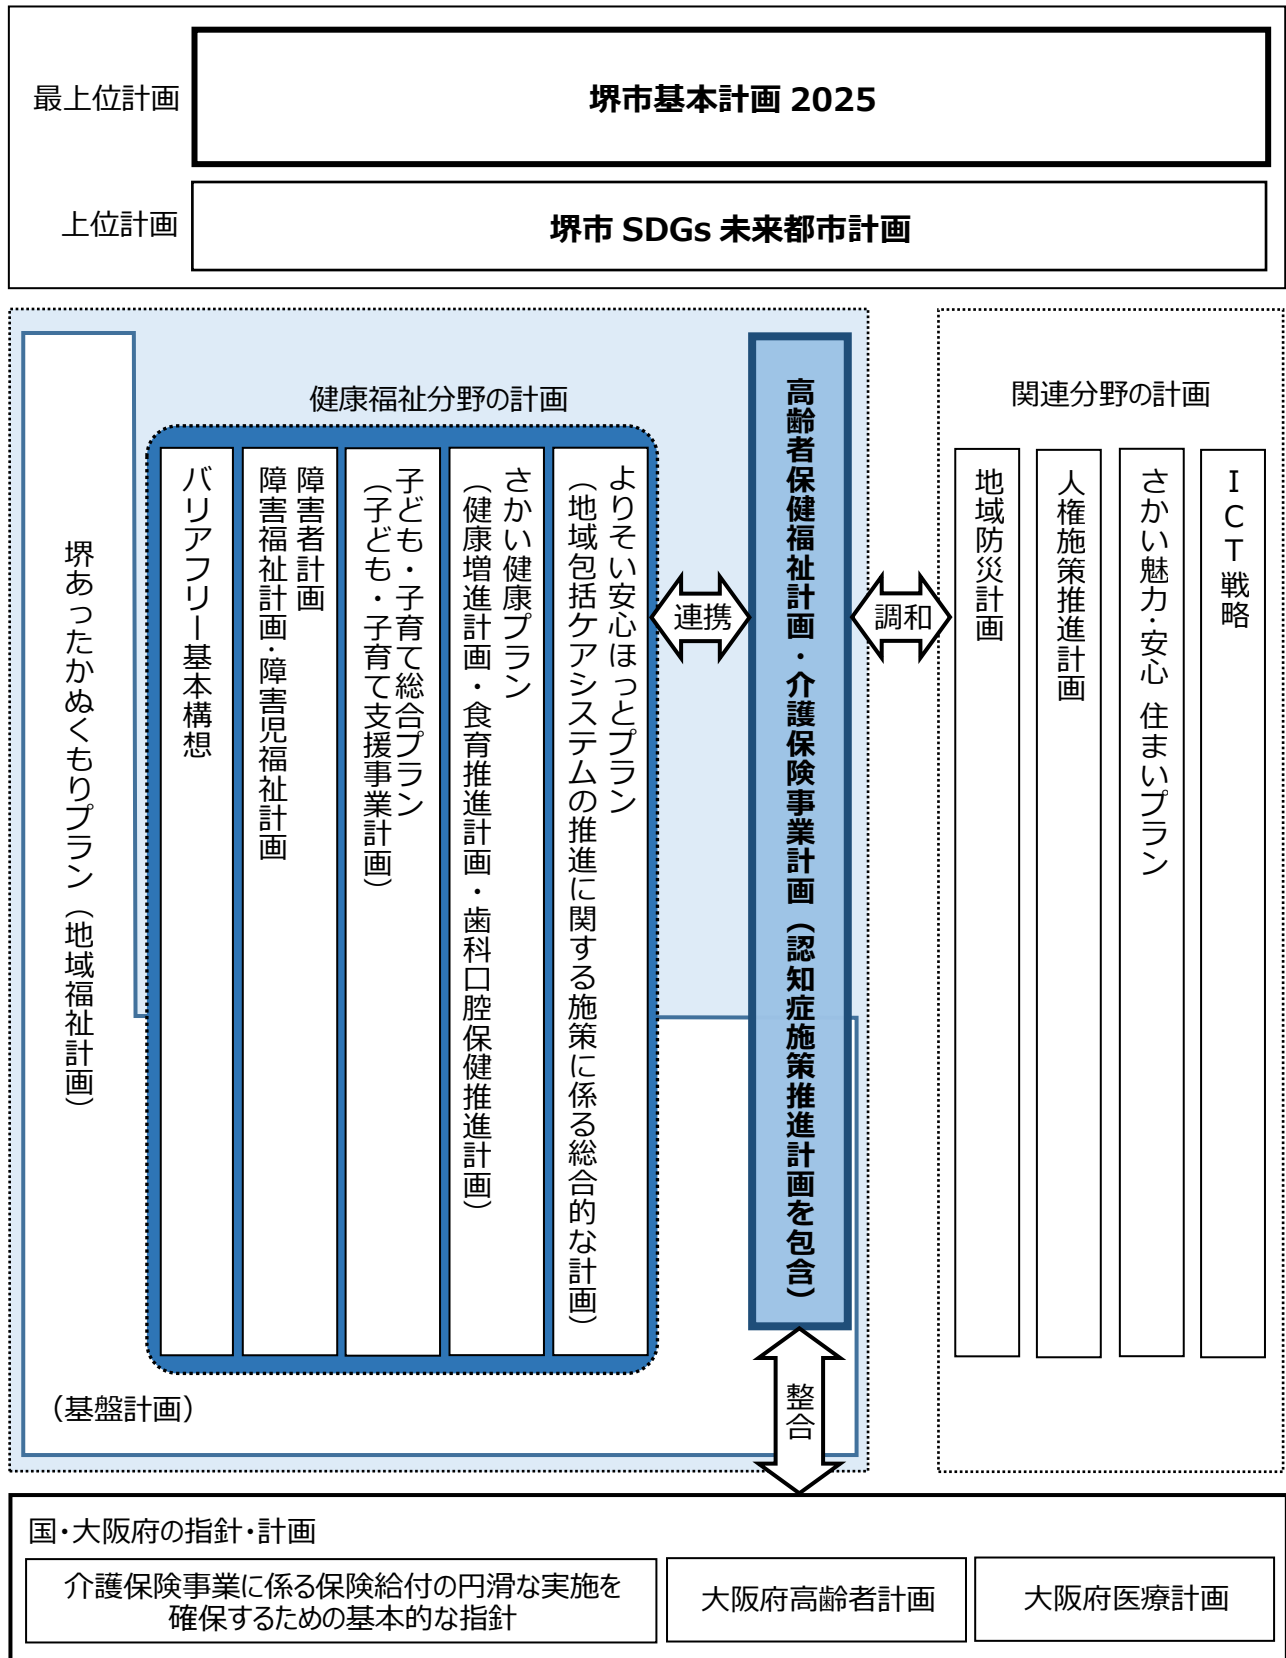 最上位計画
堺市基本計画 2025
上位計画
堺市 SDGs 未来都市計画
健康福祉分野の計画
堺あったかぬくもりプラン（地域福祉計画）
（基盤計画）
バリアフリー基本構想
障害者計画
障害福祉計画・障害児福祉計画
子ども・子育て総合プラン
（子ども・子育て支援事業計画）
さかい健康プラン
（健康増進計画・食育推進計画・歯科口腔保健推進計画）
よりそい安心ほっとプラン
（地域包括ケアシステムの推進に関する施策に係る総合的な計画）
連携
高齢者保健福祉計画・介護保険事業計画（認知症施策推進計画を包含）
調和
関連分野の計画
地域防災計画
人権施策推進計画
さかい魅力・安心 住まいプラン
ＩＣＴ戦略
整合
国・大阪府の指針・計画
介護保険事業に係る保険給付の円滑な実施を
確保するための基本的な指針
大阪府高齢者計画
大阪府医療計画